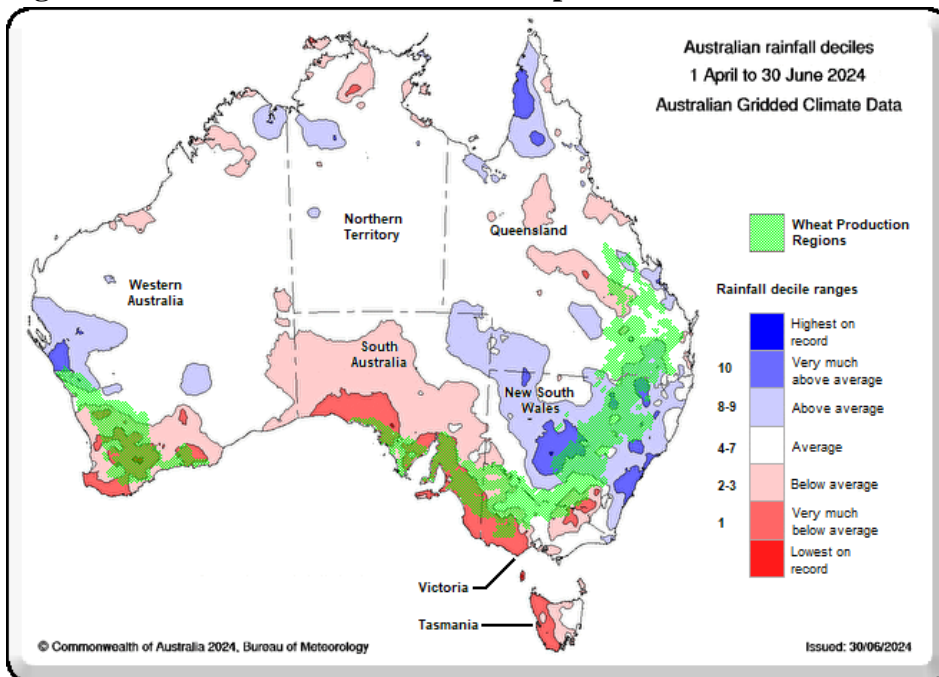 Australian rainfall deciles
1 April to 30 June 2024
Australian Gridded Climate Data
Northern
Territory
Queensland
Wheat Production
Regions
Western
Australia
Rainfall decile ranges
South
Australia
New South
Wales
Highest on
record
10 Very much
above average
8-9 Above average
4-7 Average
2-3 Below average
1 Very much
below average
Lowest on
record
Victoria
Tasmania
© Commonwealth of Australia 2024, Bureau of Meteorology
Issued: 30/06/2024